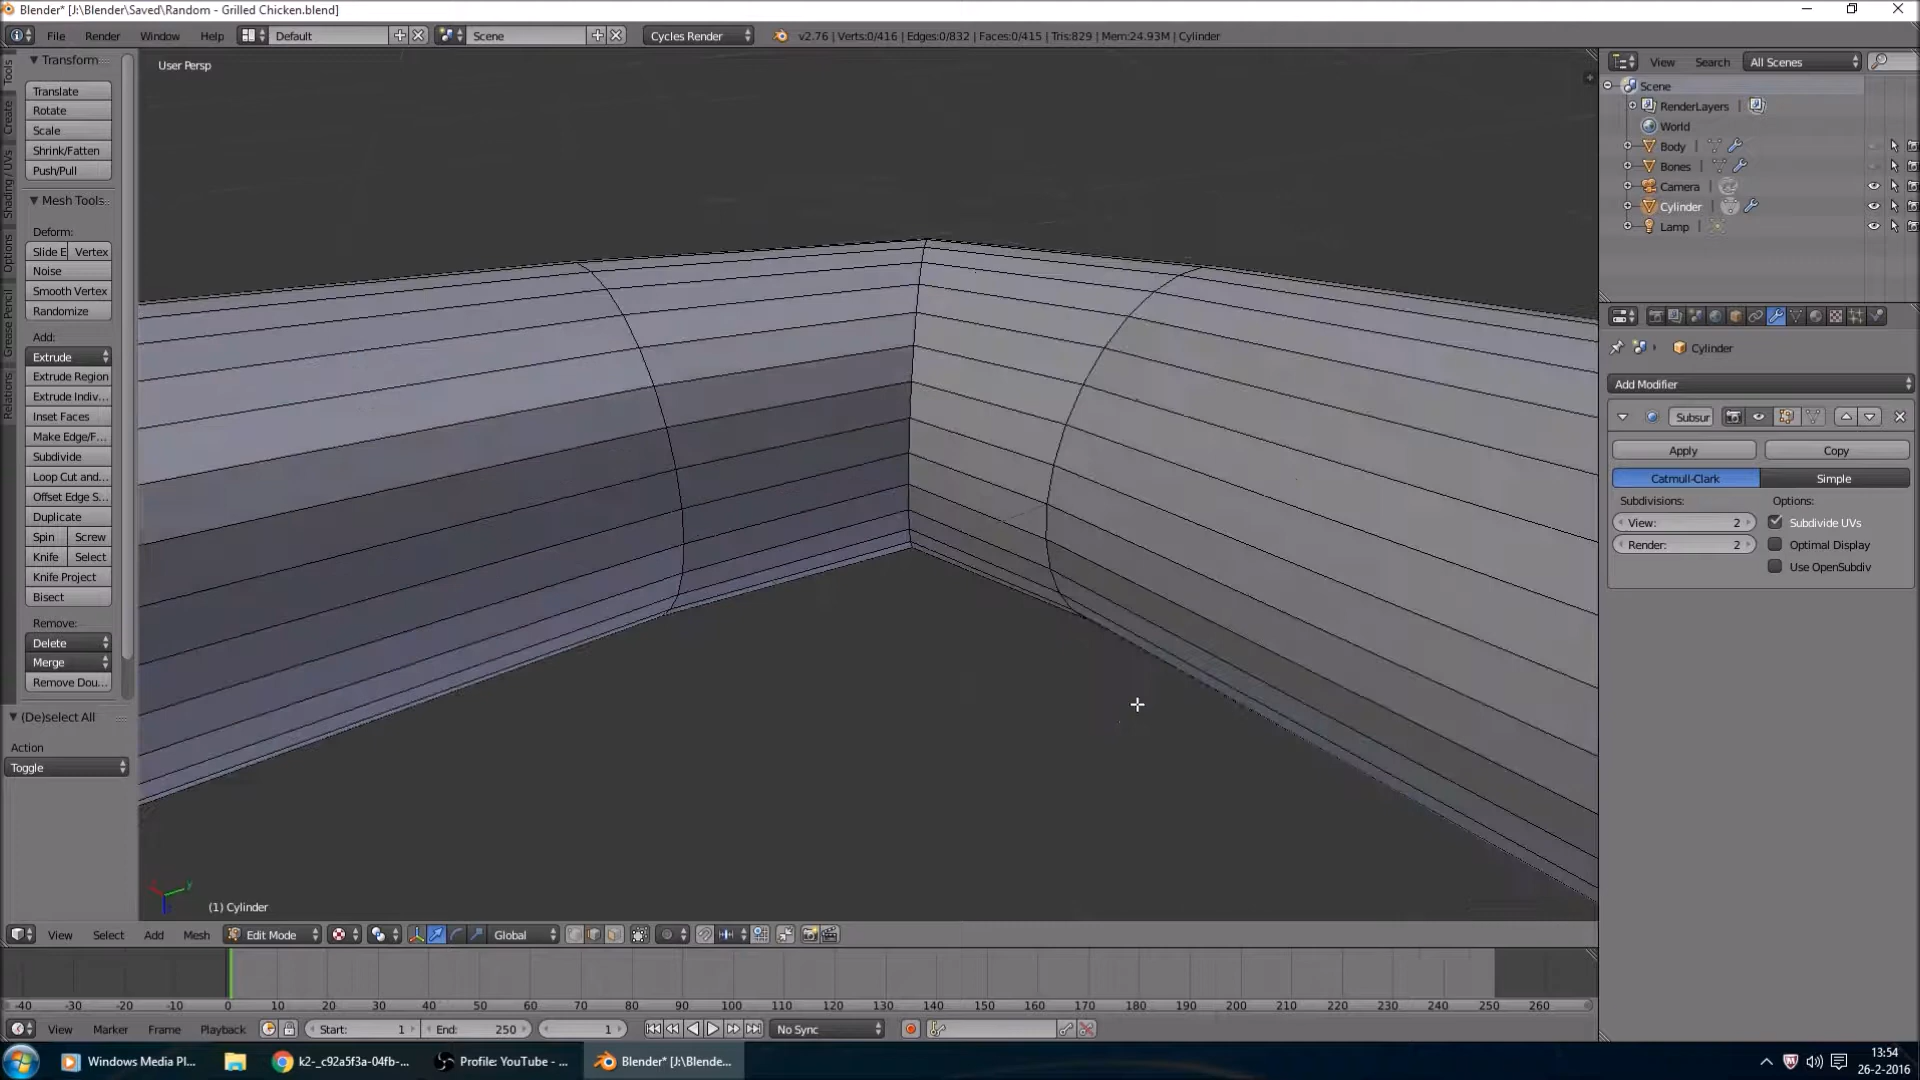 Blender* [J:\Blender\Saved\Random - Grilled Chicken.blend]
File Render Window Help Default Scene Cycles Render v2.76 | Verts:0/416 | Edges:0/832 | Faces:0/415 | Tris:829 | Mem:24.93M | Cylinder
Tools
Create
Shading / UVs
Options
Grease Pencil
Relations
Transform
Translate
Rotate
Scale
Shrink/Fatten
Push/Pull
Mesh Tools
Deform:
Slide E Vertex
Noise
Smooth Vertex
Randomize
Add:
Extrude
Extrude Region
Extrude Indiv...
Inset Faces
Make Edge/F...
Subdivide
Loop Cut and...
Offset Edge S...
Duplicate
Spin Screw
Knife Select
Knife Project
Bisect
Remove:
Delete
Merge
Remove Dou...
(De)select All
Action
Toggle
User Persp
(1) Cylinder
View Search All Scenes
Scene
RenderLayers
World
Body
Bones
Camera
Cylinder
Lamp
Cylinder
Add Modifier
Subsur
Apply Copy
Catmull-Clark Simple
Subdivisions: Options:
View: 2 Subdivide UVs
Render: 2 Optimal Display
Use OpenSubdiv
View Select Add Mesh Edit Mode Global
-40 -30 -20 -10 0 10 20 30 40 50 60 70 80 90 100 110 120 130 140 150 160 170 180 190 200 210 220 230 240 250 260
View Marker Frame Playback Start: 1 End: 250 1 No Sync
Windows Media Pl... k2-_c92a5f3a-04fb-... Profile: YouTube - ... Blender* [J:\Blende...
13:54
26-2-2016